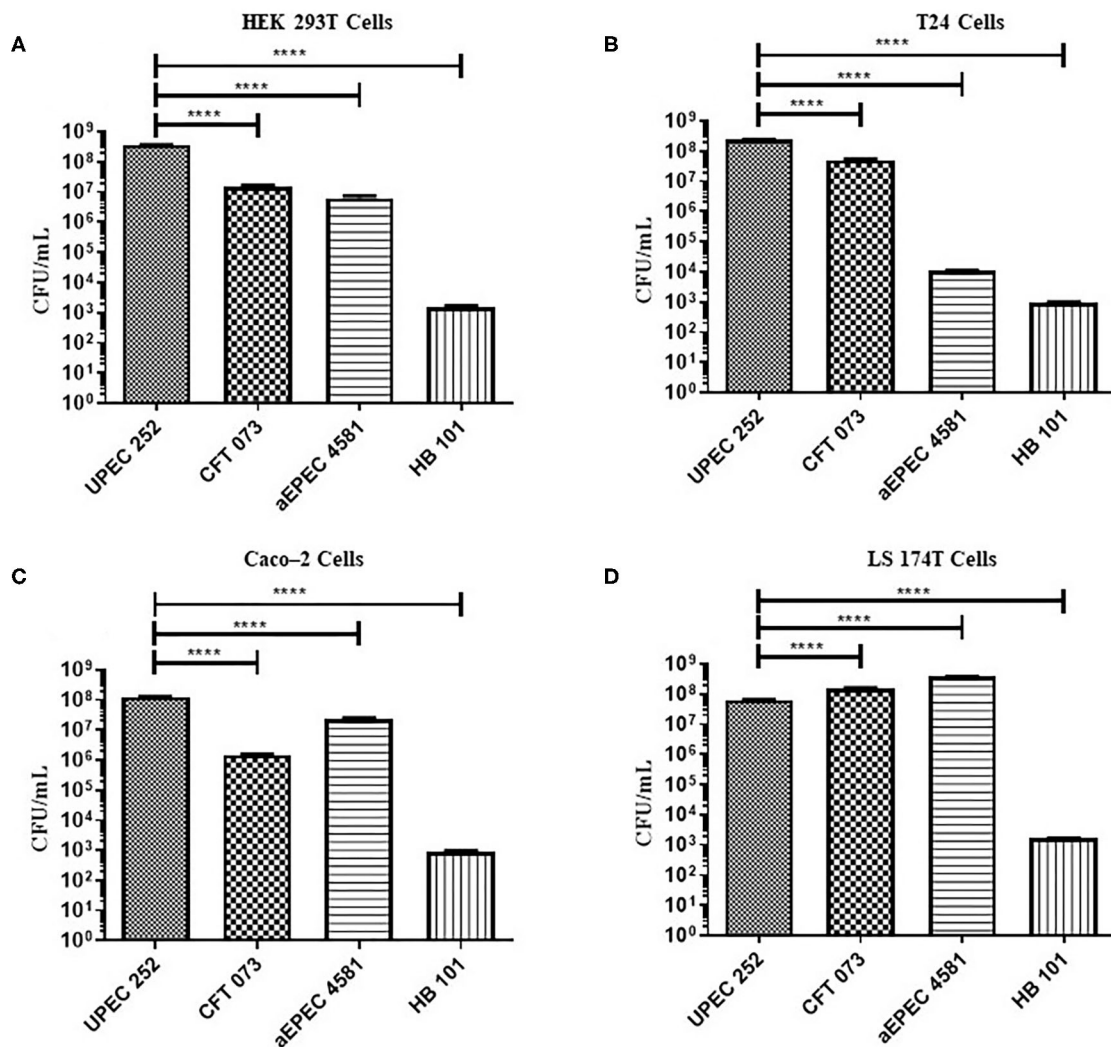 A
HEK 293T Cells
****
****
****
CFU/mL
10⁹
10⁸
10⁷
10⁶
10⁵
10⁴
10³
10²
10¹
10⁰
UPEC 252
CFT 073
aEPEC 4581
HB 101
B
T24 Cells
****
****
****
CFU/mL
10⁹
10⁸
10⁷
10⁶
10⁵
10⁴
10³
10²
10¹
10⁰
UPEC 252
CFT 073
aEPEC 4581
HB 101
C
Caco–2 Cells
****
****
****
CFU/mL
10⁹
10⁸
10⁷
10⁶
10⁵
10⁴
10³
10²
10¹
10⁰
UPEC 252
CFT 073
aEPEC 4581
HB 101
D
LS 174T Cells
****
****
****
CFU/mL
10⁹
10⁸
10⁷
10⁶
10⁵
10⁴
10³
10²
10¹
10⁰
UPEC 252
CFT 073
aEPEC 4581
HB 101